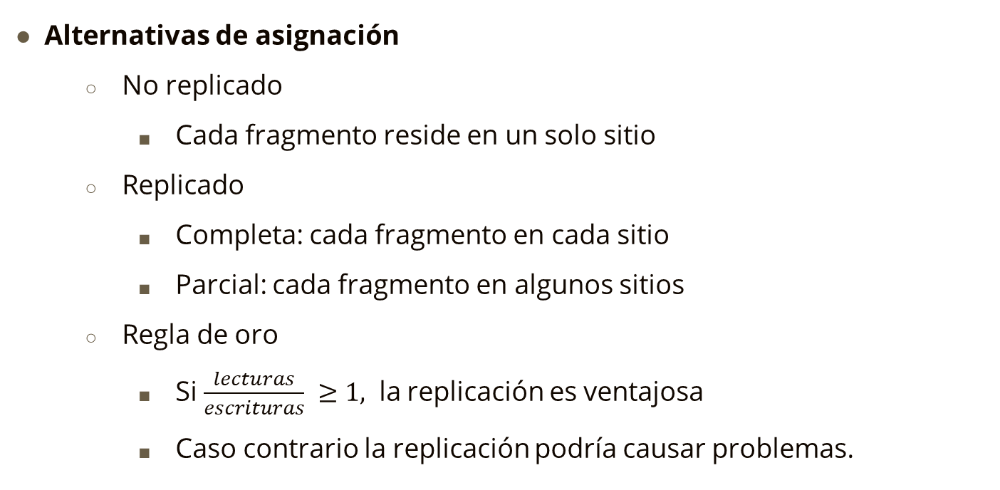 ● Alternativas de asignación
○ No replicado
■ Cada fragmento reside en un solo sitio
○ Replicado
■ Completa: cada fragmento en cada sitio
■ Parcial: cada fragmento en algunos sitios
○ Regla de oro
■ Si lecturas/escrituras ≥ 1, la replicación es ventajosa
■ Caso contrario la replicación podría causar problemas.